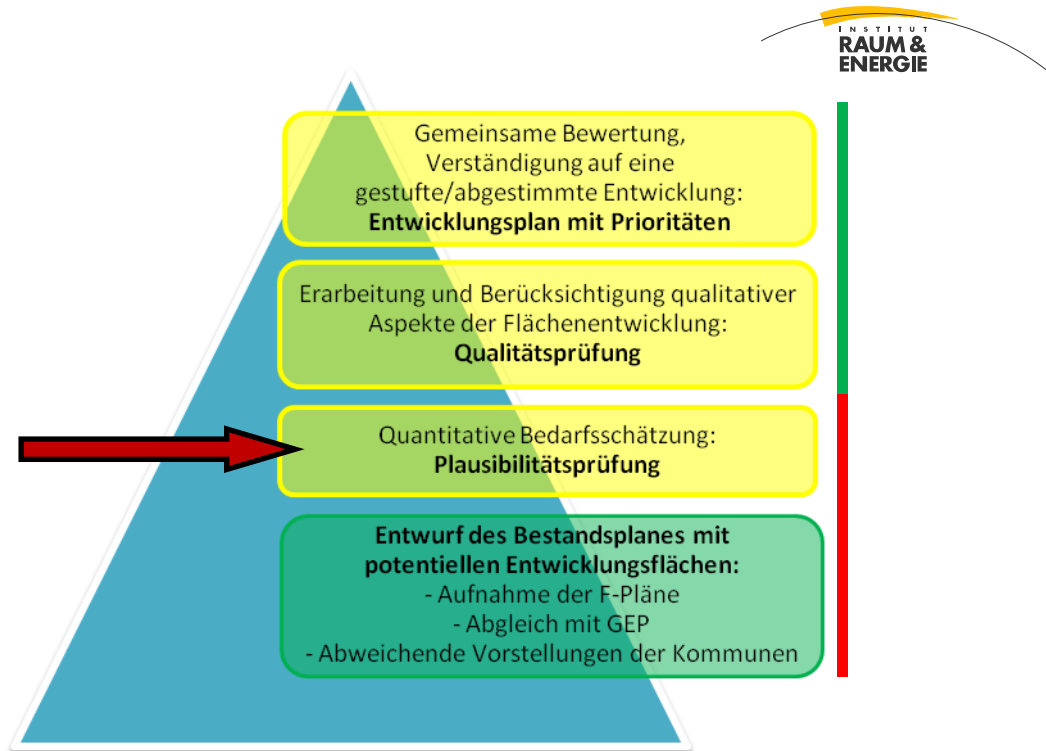 INSTITUT
RAUM &
ENERGIE
Gemeinsame Bewertung,
Verständigung auf eine
gestufte/abgestimmte Entwicklung:
Entwicklungsplan mit Prioritäten
Erarbeitung und Berücksichtigung qualitativer
Aspekte der Flächenentwicklung:
Qualitätsprüfung
Quantitative Bedarfsschätzung:
Plausibilitätsprüfung
Entwurf des Bestandsplanes mit
potentiellen Entwicklungsflächen:
- Aufnahme der F-Pläne
- Abgleich mit GEP
- Abweichende Vorstellungen der Kommunen